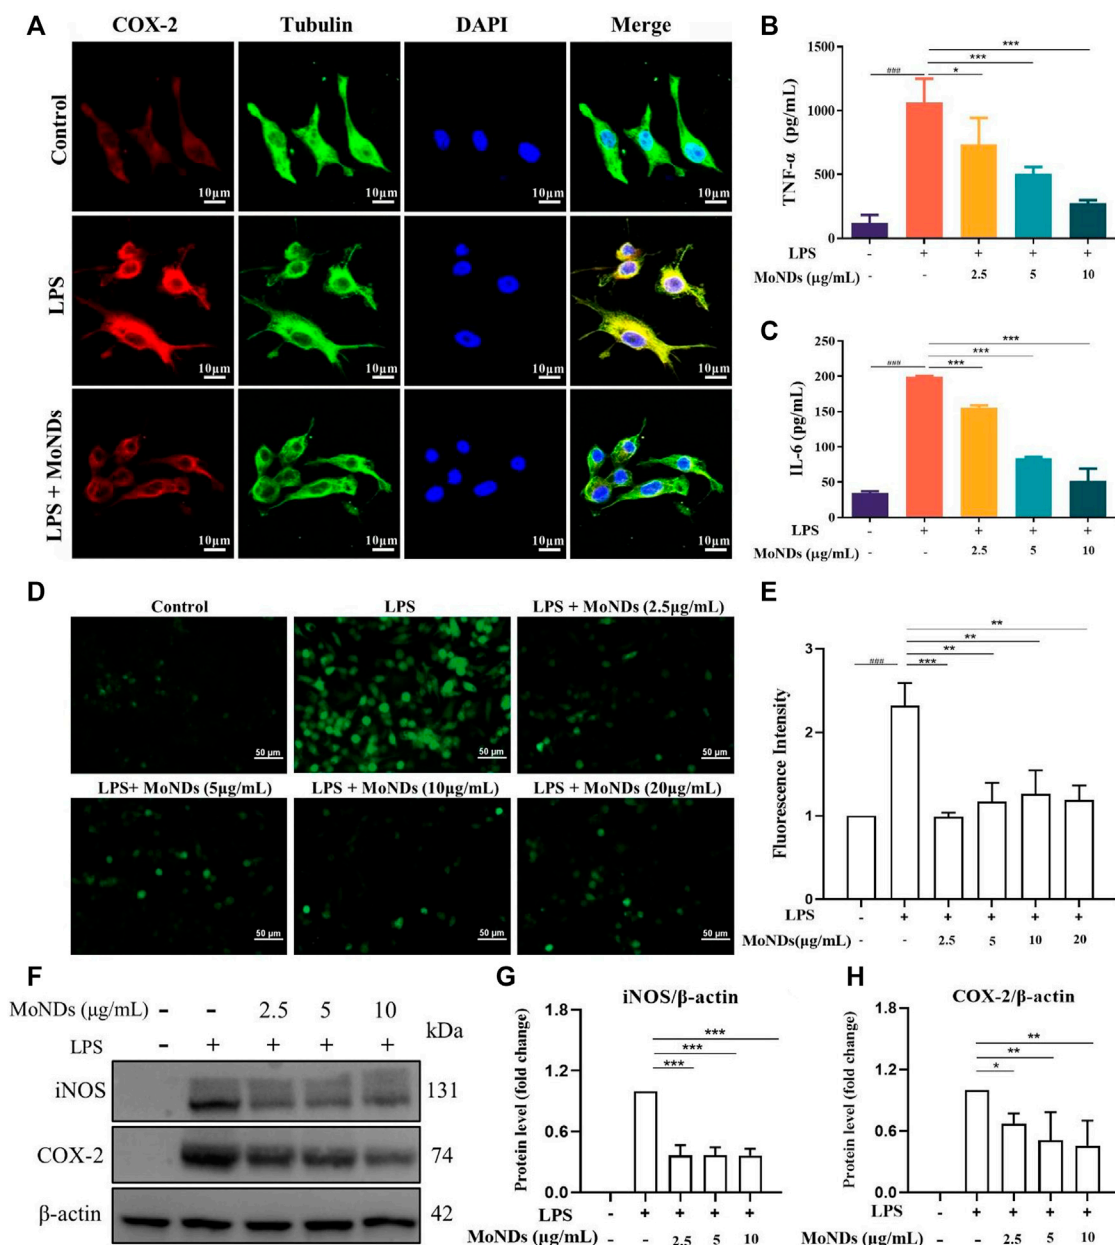 A
COX-2 Tubulin DAPI Merge
Control
10μm 10μm 10μm 10μm
LPS
10μm 10μm 10μm 10μm
LPS + MoNDs
10μm 10μm 10μm 10μm
B
TNF-α (pg/mL)
1500
1000
500
0
### * *** ***
LPS - + + + +
MoNDs (μg/mL) - - 2.5 5 10
C
IL-6 (pg/mL)
250
200
150
100
50
0
### *** *** ***
LPS - + + + +
MoNDs (μg/mL) - - 2.5 5 10
D
Control LPS LPS + MoNDs (2.5μg/mL)
50 μm 50 μm 50 μm
LPS+ MoNDs (5μg/mL) LPS + MoNDs (10μg/mL) LPS + MoNDs (20μg/mL)
50 μm 50 μm 50 μm
E
Fluorescence Intensity
3
2
1
0
### *** ** ** **
LPS - + + + + +
MoNDs(μg/mL) - - 2.5 5 10 20
F
MoNDs (μg/mL) - - 2.5 5 10
kDa
LPS - + + + +
iNOS 131
COX-2 74
β-actin 42
G
iNOS/β-actin
Protein level (fold change)
1.8
1.2
0.6
0.0
*** *** ***
LPS - + + + +
MoNDs (μg/mL) - - 2.5 5 10
H
COX-2/β-actin
Protein level (fold change)
1.8
1.2
0.6
0.0
* ** **
LPS - + + + +
MoNDs (μg/mL) - - 2.5 5 10